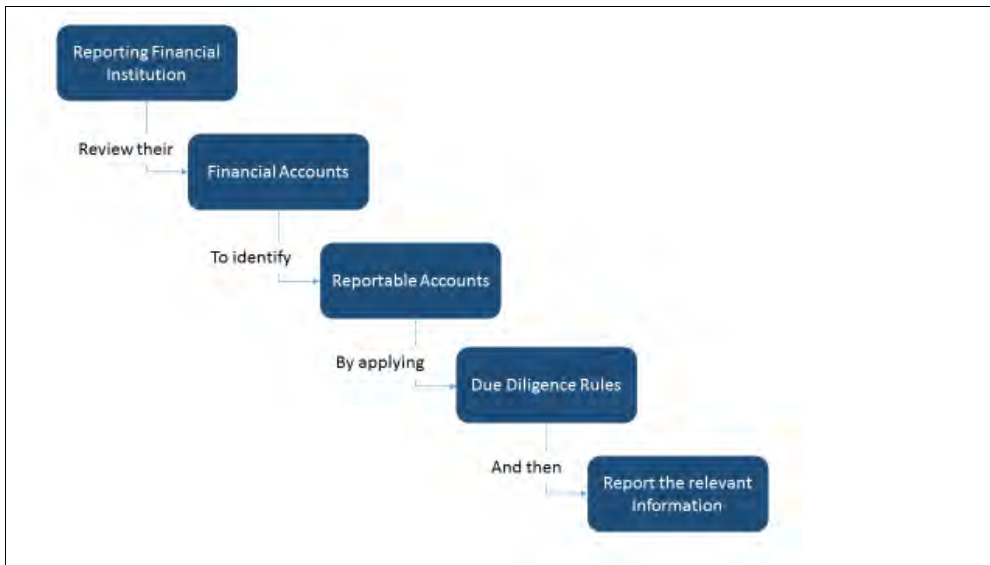 Reporting Financial
Institution
Review their
Financial Accounts
To identify
Reportable Accounts
By applying
Due Diligence Rules
And then
Report the relevant
information